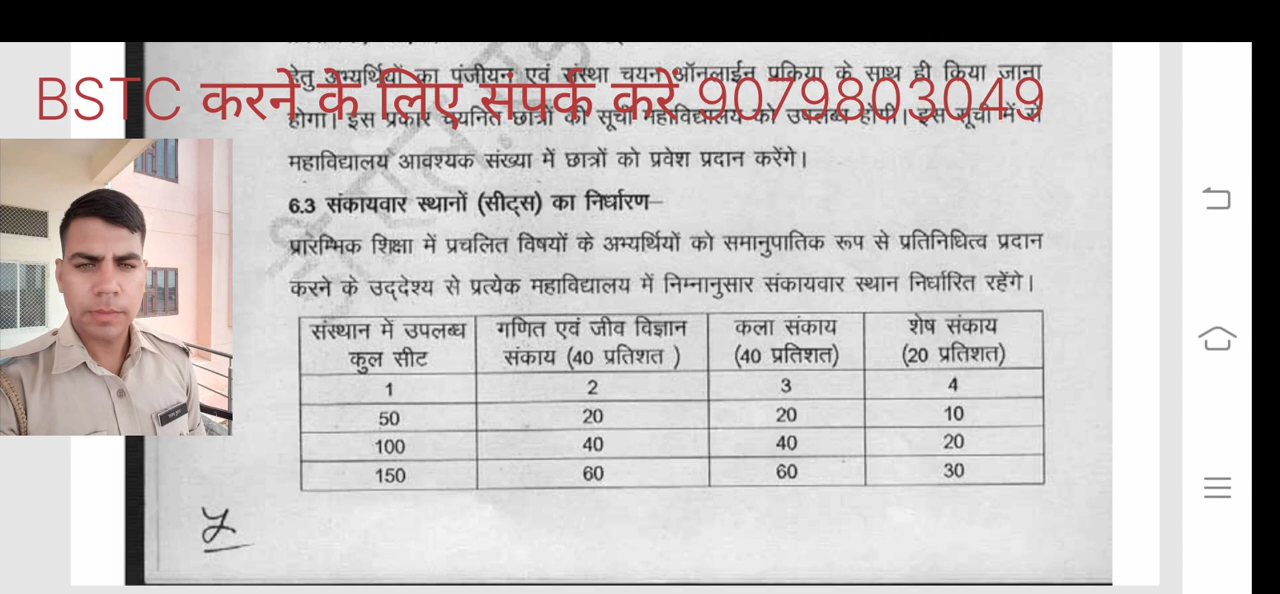 हेतु अभ्यर्थियों का पंजीयन एवं संस्था चयन ऑनलाईन प्रक्रिया के साथ ही किया जाना
BSTC करने के लिए संपर्क करें 9079803049
होगा। इस प्रकार चयनित छात्रों की सूची महाविद्यालय को उपलब्ध होगी। इस सूची में से
महाविद्यालय आवश्यक संख्या में छात्रों को प्रवेश प्रदान करेंगे।
6.3 संकायवार स्थानों (सीट्स) का निर्धारण–
प्रारम्भिक शिक्षा में प्रचलित विषयों के अभ्यर्थियों को समानुपातिक रूप से प्रतिनिधित्व प्रदान
करने के उद्देश्य से प्रत्येक महाविद्यालय में निम्नानुसार संकायवार स्थान निर्धारित रहेंगे।
संस्थान में उपलब्ध गणित एवं जीव विज्ञान कला संकाय शेष संकाय
कुल सीट संकाय (40 प्रतिशत ) (40 प्रतिशत) (20 प्रतिशत)
1 2 3 4
50 20 20 10
100 40 40 20
150 60 60 30